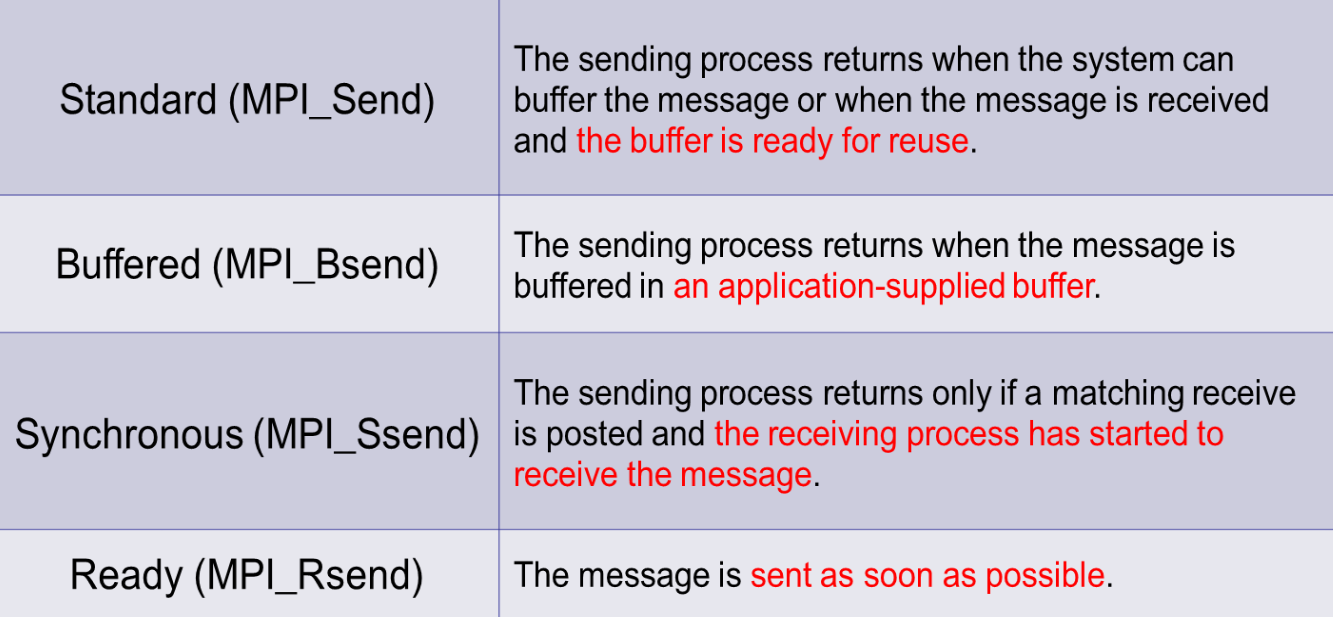 Standard (MPI_Send)
The sending process returns when the system can
buffer the message or when the message is received
and the buffer is ready for reuse.
Buffered (MPI_Bsend)
The sending process returns when the message is
buffered in an application-supplied buffer.
Synchronous (MPI_Ssend)
The sending process returns only if a matching receive
is posted and the receiving process has started to
receive the message.
Ready (MPI_Rsend)
The message is sent as soon as possible.